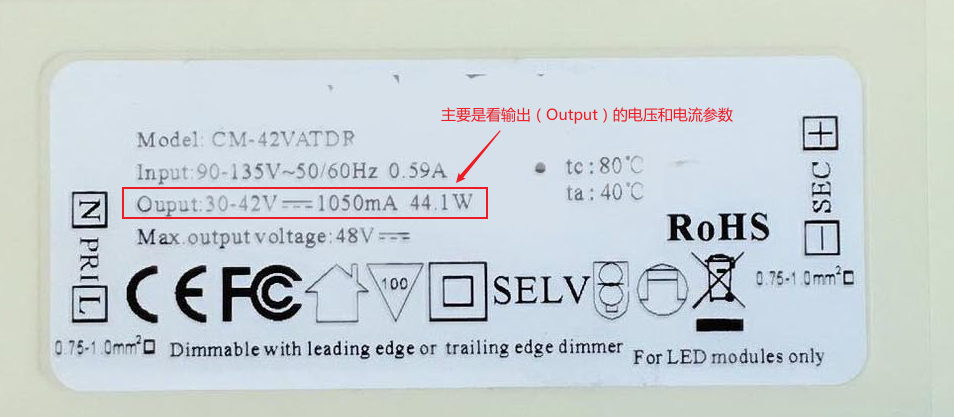 主要是看输出（Output）的电压和电流参数
Model: CM-42VATDR
Input:90-135V~50/60Hz 0.59A
Ouput:30-42V⎓1050mA 44.1W
Max.output voltage:48V⎓
tc:80℃
ta:40℃
N
PRI
L
0.75-1.0mm²
+
SEC
-
0.75-1.0mm²
RoHS
CE FC 100 SELV
Dimmable with leading edge or trailing edge dimmer
For LED modules only